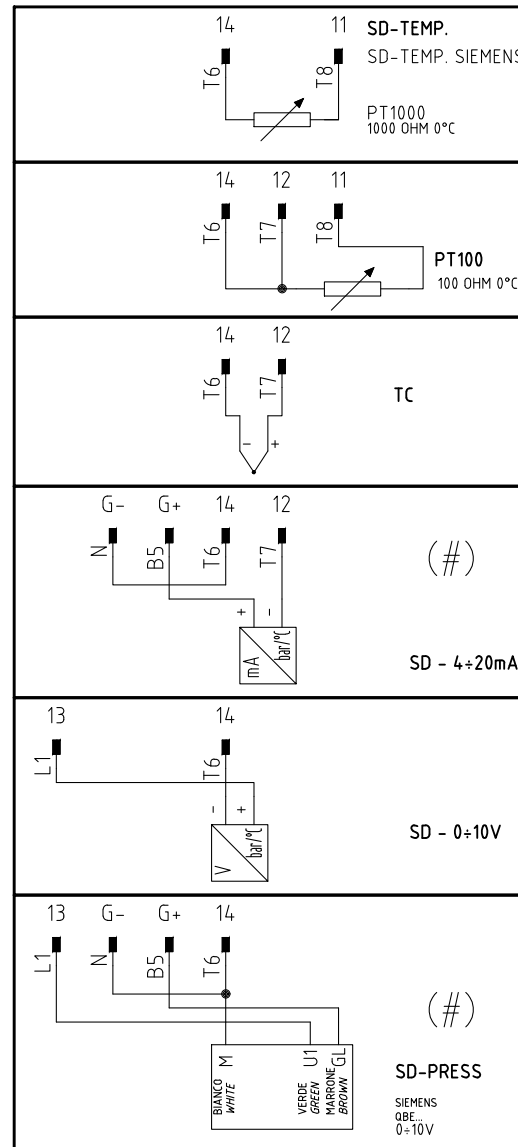 14 11 SD-TEMP.
SD-TEMP. SIEMENS
T6 T8
PT1000
1000 OHM 0°C
14 12 11
T6 T7 T8
PT100
100 OHM 0°C
14 12
T6 T7
TC
- +
G- G+ 14 12
N B5 T6 T7
(#)
+ -
mA bar/°C
SD - 4÷20mA
13 14
L1 T6
- +
V bar/°C
SD - 0÷10V
13 G- G+ 14
L1 N B5 T6
(#)
M U1 GL
BIANCO VERDE MARRONE
WHITE GREEN BROWN
SD-PRESS
SIEMENS
QBE...
0÷10V